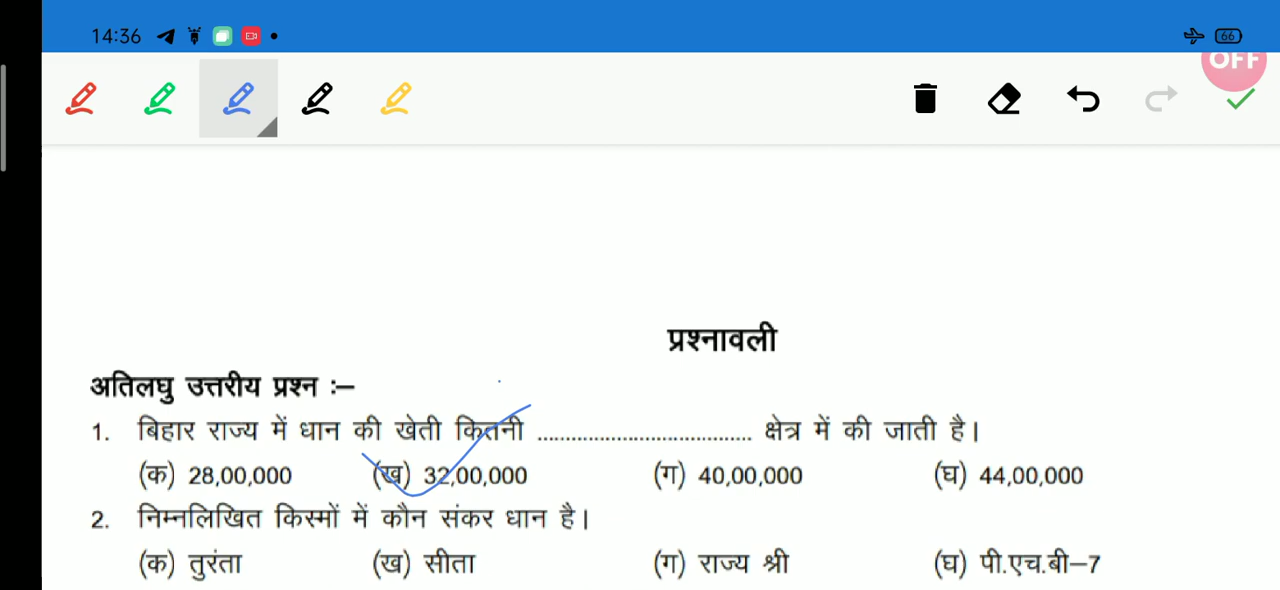 14:36
66
OFF
प्रश्नावली
अतिलघु उत्तरीय प्रश्न :–
1. बिहार राज्य में धान की खेती कितनी .................................... क्षेत्र में की जाती है।
(क) 28,00,000 (ख) 32,00,000 (ग) 40,00,000 (घ) 44,00,000
2. निम्नलिखित किस्मों में कौन संकर धान है।
(क) तुरंता (ख) सीता (ग) राज्य श्री (घ) पी.एच.बी–7